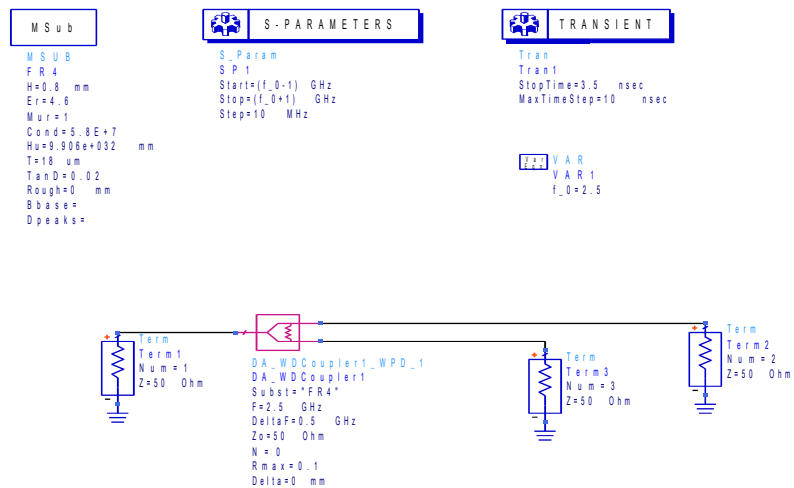 MSub
MSUB
FR4
H=0.8 mm
Er=4.6
Mur=1
Cond=5.8E+7
Hu=9.906e+032 mm
T=18 um
TanD=0.02
Rough=0 mm
Bbase=
Dpeaks=
S-PARAMETERS
S_Param
SP1
Start=(f_0-1) GHz
Stop=(f_0+1) GHz
Step=10 MHz
TRANSIENT
Tran
Tran1
StopTime=3.5 nsec
MaxTimeStep=10 nsec
Var
Eqn
VAR
VAR1
f_0=2.5
Term
Term1
Num=1
Z=50 Ohm
DA_WDCoupler1_WPD_1
DA_WDCoupler1
Subst="FR4"
F=2.5 GHz
DeltaF=0.5 GHz
Zo=50 Ohm
N=0
Rmax=0.1
Delta=0 mm
Term
Term3
Num=3
Z=50 Ohm
Term
Term2
Num=2
Z=50 Ohm